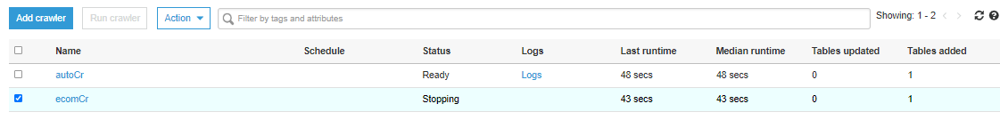 Add crawler Run crawler Action Filter by tags and attributes Showing: 1 - 2
Name Schedule Status Logs Last runtime Median runtime Tables updated Tables added
autoCr Ready Logs 48 secs 48 secs 0 1
ecomCr Stopping 43 secs 43 secs 0 1